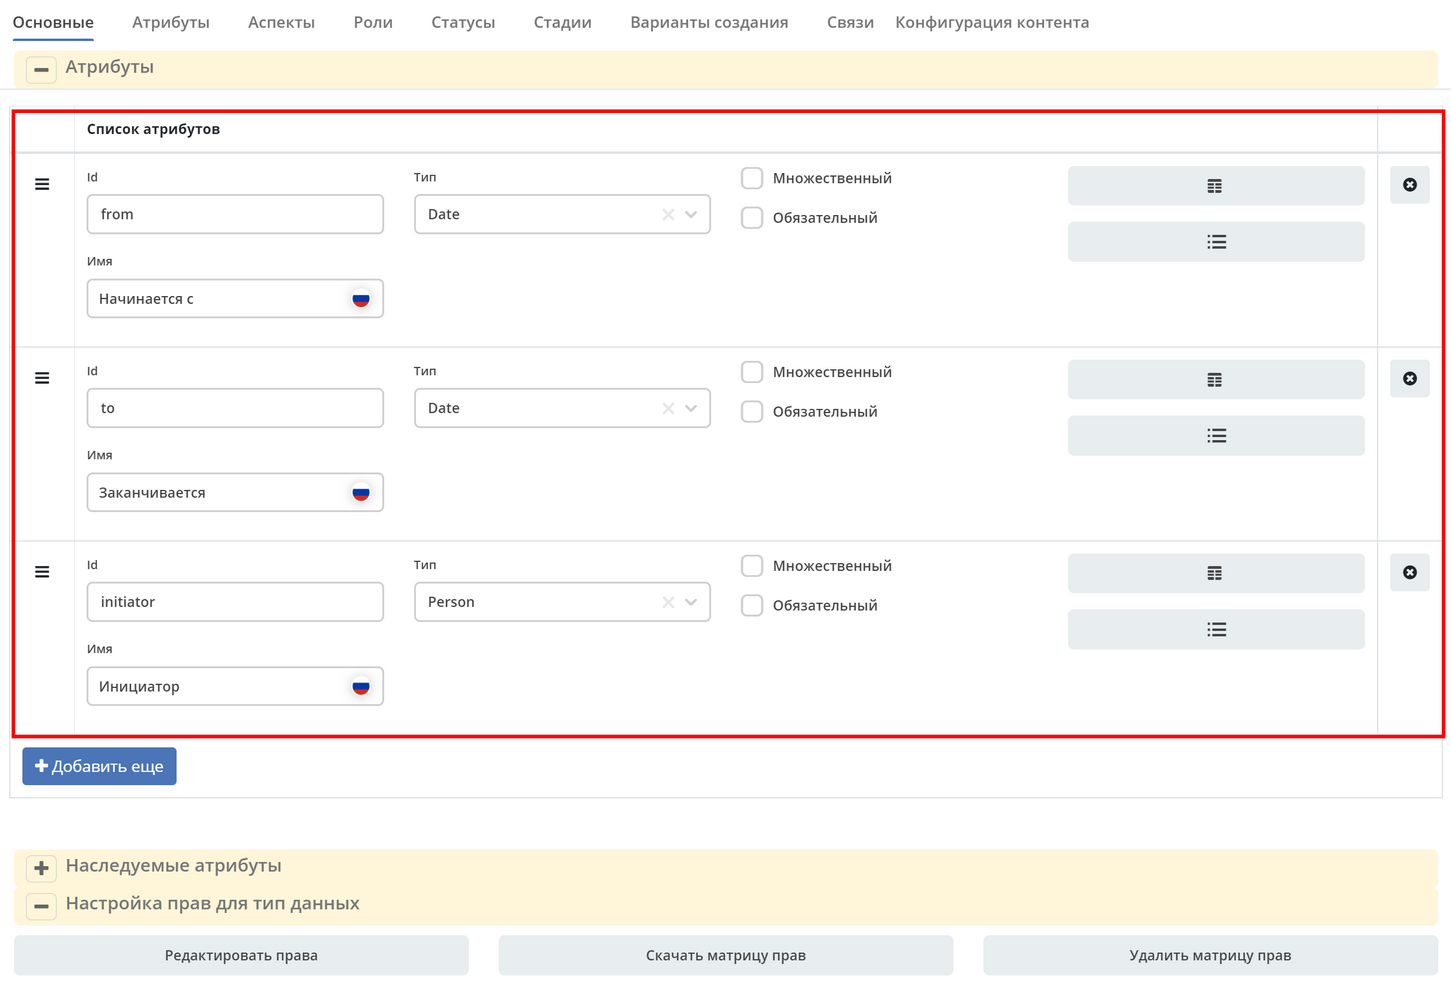 Основные Атрибуты Аспекты Роли Статусы Стадии Варианты создания Связи Конфигурация контента
Атрибуты
Список атрибутов
Id Тип Множественный
from Date Обязательный
Имя
Начинается с
Id Тип Множественный
to Date Обязательный
Имя
Заканчивается
Id Тип Множественный
initiator Person Обязательный
Имя
Инициатор
Добавить еще
Наследуемые атрибуты
Настройка прав для тип данных
Редактировать права Скачать матрицу прав Удалить матрицу прав